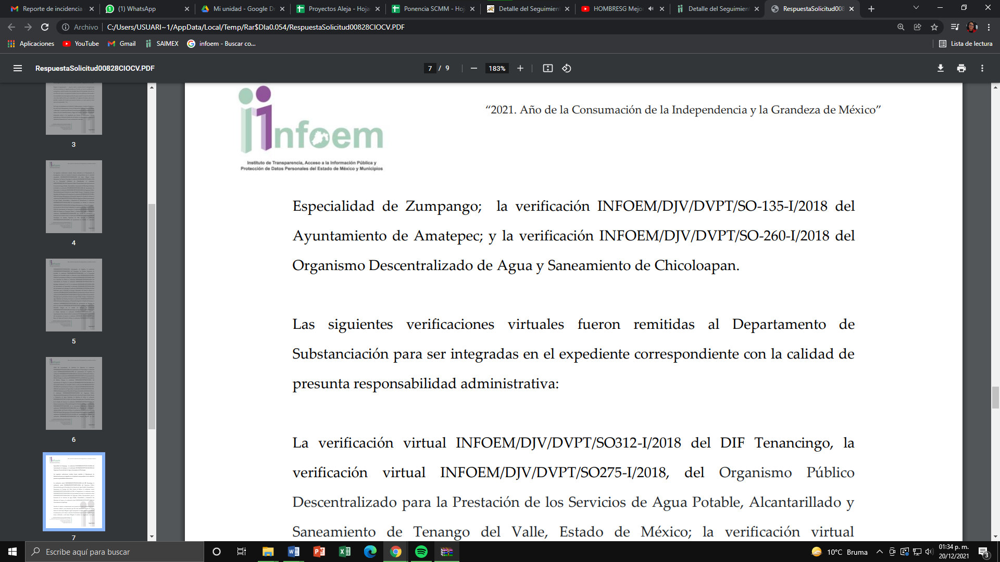 Reporte de incidencia
(1) WhatsApp
Mi unidad - Google Dr
Proyectos Aleja - Hoja
Ponencia SCMM - Hoj
Detalle del Seguimien
HOMBRESG Mejo
Detalle del Seguimien
RespuestaSolicitud008
Archivo
C:/Users/USUARI~1/AppData/Local/Temp/Rar$DIa0.054/RespuestaSolicitud00828CIOCV.PDF
Aplicaciones
YouTube
Gmail
SAIMEX
infoem - Buscar co...
Lista de lectura
RespuestaSolicitud00828CIOCV.PDF
7 / 9
183%
3
4
5
6
7
infoem
Instituto de Transparencia, Acceso a la Información Pública y
Protección de Datos Personales del Estado de México y Municipios
“2021. Año de la Consumación de la Independencia y la Grandeza de México”
Especialidad de Zumpango; la verificación INFOEM/DJV/DVPT/SO-135-I/2018 del
Ayuntamiento de Amatepec; y la verificación INFOEM/DJV/DVPT/SO-260-I/2018 del
Organismo Descentralizado de Agua y Saneamiento de Chicoloapan.
Las siguientes verificaciones virtuales fueron remitidas al Departamento de
Substanciación para ser integradas en el expediente correspondiente con la calidad de
presunta responsabilidad administrativa:
La verificación virtual INFOEM/DJV/DVPT/SO312-I/2018 del DIF Tenancingo, la
verificación virtual INFOEM/DJV/DVPT/SO275-I/2018, del Organismo Público
Descentralizado para la Prestación de los Servicios de Agua Potable, Alcantarillado y
Saneamiento de Tenango del Valle, Estado de México; la verificación virtual
Escribe aquí para buscar
10°C Bruma
01:34 p. m.
20/12/2021
3